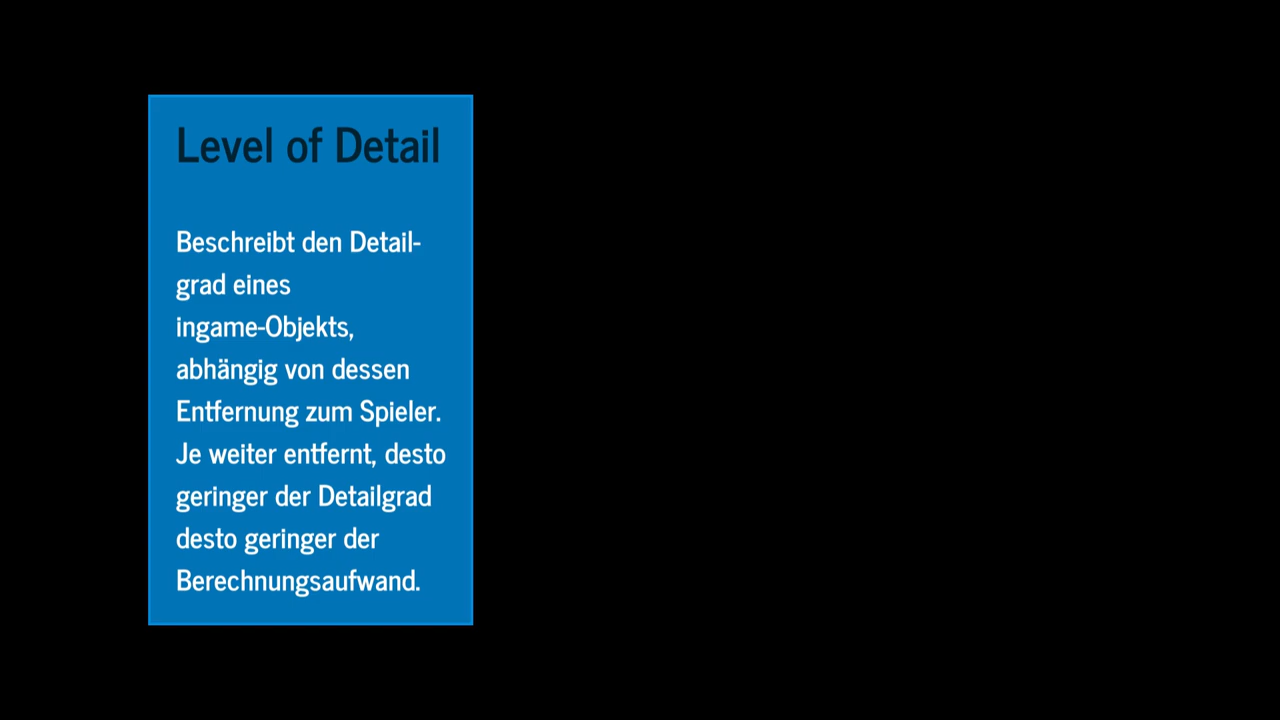 Level of Detail
Beschreibt den Detail-
grad eines
ingame-Objekts,
abhängig von dessen
Entfernung zum Spieler.
Je weiter entfernt, desto
geringer der Detailgrad
desto geringer der
Berechnungsaufwand.